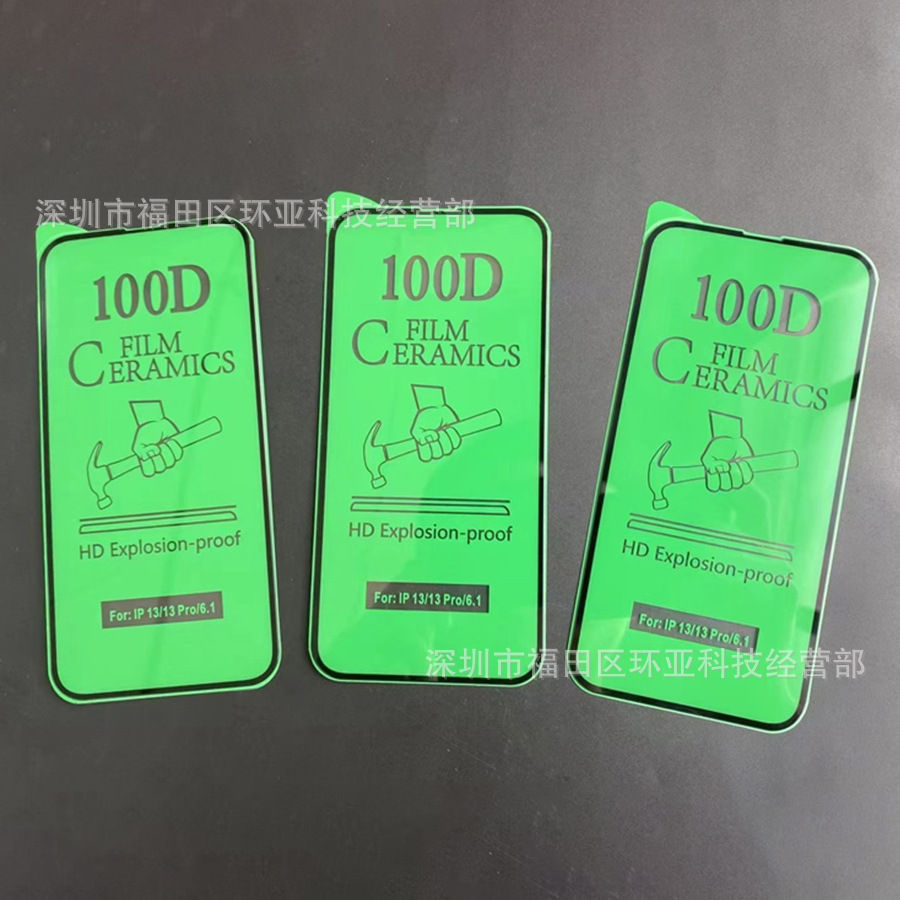 深圳市福田区环亚科技经营部
100D
FILM
CERAMICS
HD Explosion-proof
For: IP 13/13 Pro/6.1
100D
FILM
CERAMICS
HD Explosion-proof
For: IP 13/13 Pro/6.1
100D
FILM
CERAMICS
HD Explosion-proof
For: IP 13/13 Pro/6.1
深圳市福田区环亚科技经营部